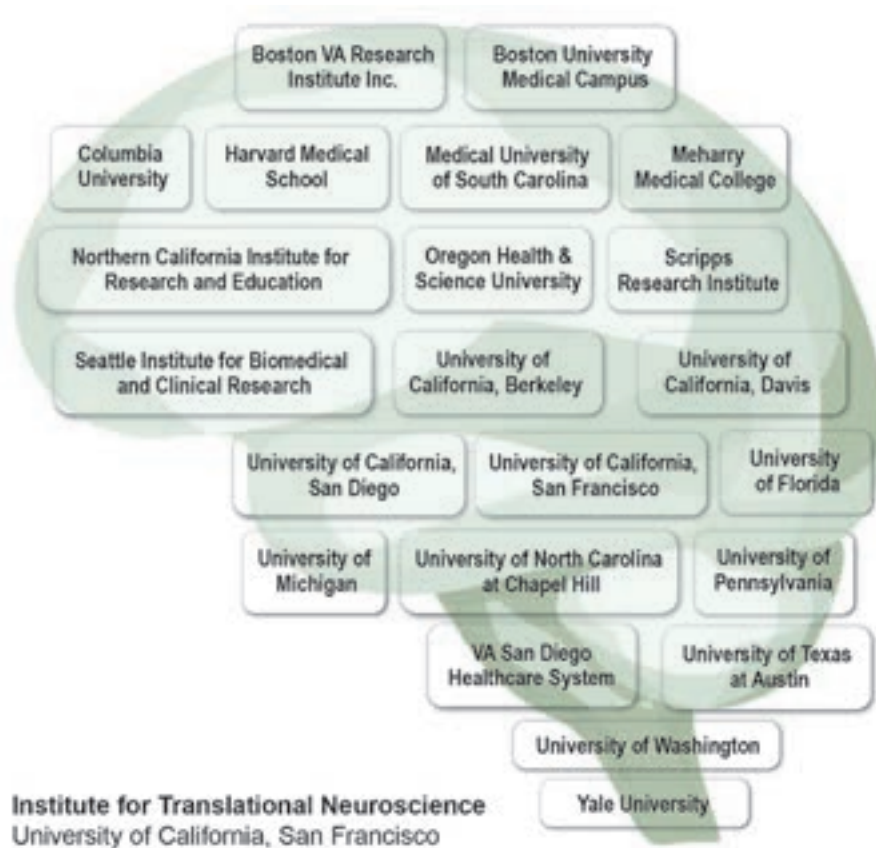 Boston VA Research
Institute Inc.
Boston University
Medical Campus
Columbia
University
Harvard Medical
School
Medical University
of South Carolina
Meharry
Medical College
Northern California Institute for
Research and Education
Oregon Health &
Science University
Scripps
Research Institute
Seattle Institute for Biomedical
and Clinical Research
University of
California, Berkeley
University of
California, Davis
University of California,
San Diego
University of California,
San Francisco
University
of Florida
University of
Michigan
University of North Carolina
at Chapel Hill
University of
Pennsylvania
VA San Diego
Healthcare System
University of Texas
at Austin
University of Washington
Yale University
Institute for Translational Neuroscience
University of California, San Francisco